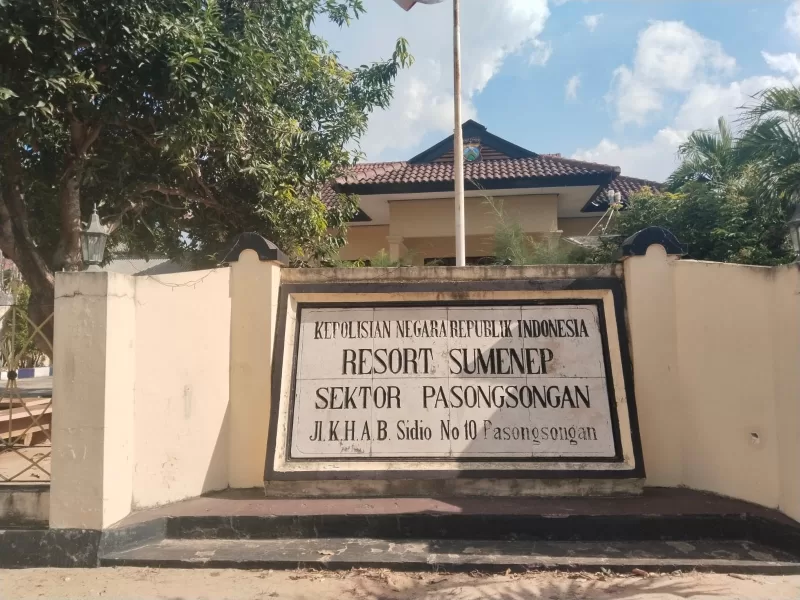 KEPOLISIAN NEGARA REPUBLIK INDONESIA
RESORT SUMENEP
SEKTOR PASONGSONGAN
Jl. K.H.A.B. Sidio No 10 Pasongsongan